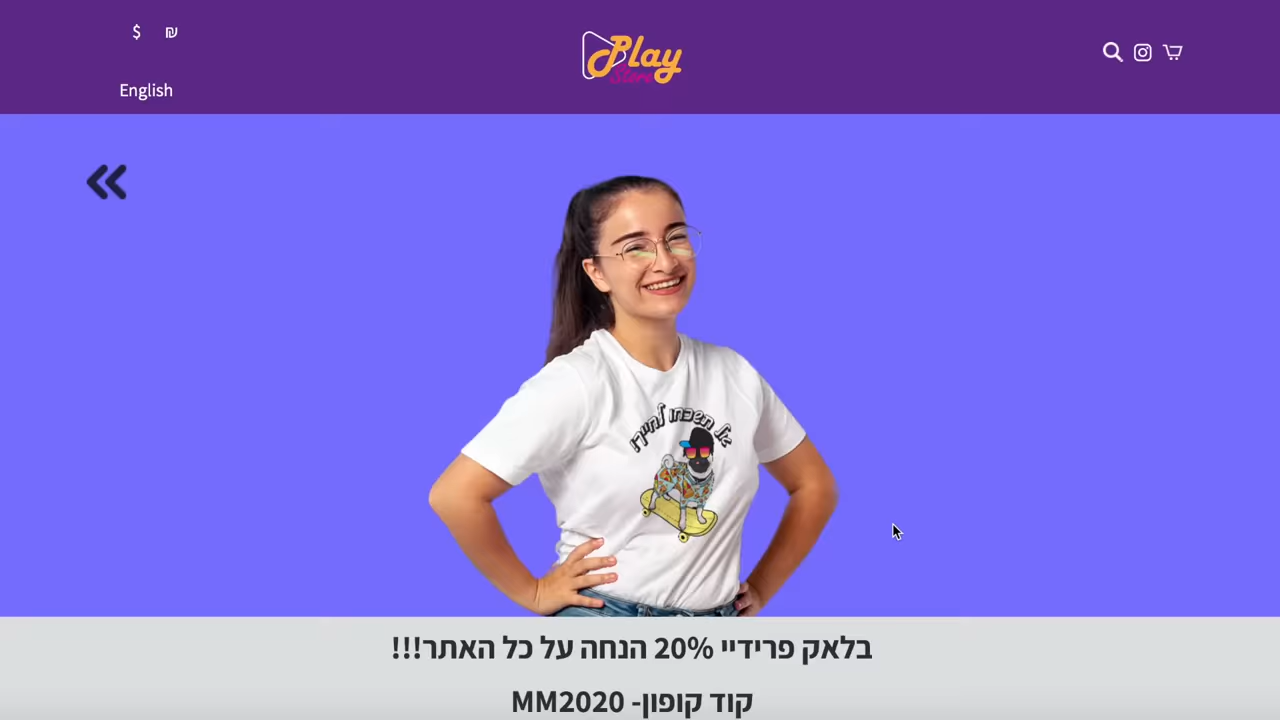 $ ₪
Play
Store
English
אל תשכחו לחייך!
בלאק פרידיי 20% הנחה על כל האתר!!!
קוד קופון- MM2020